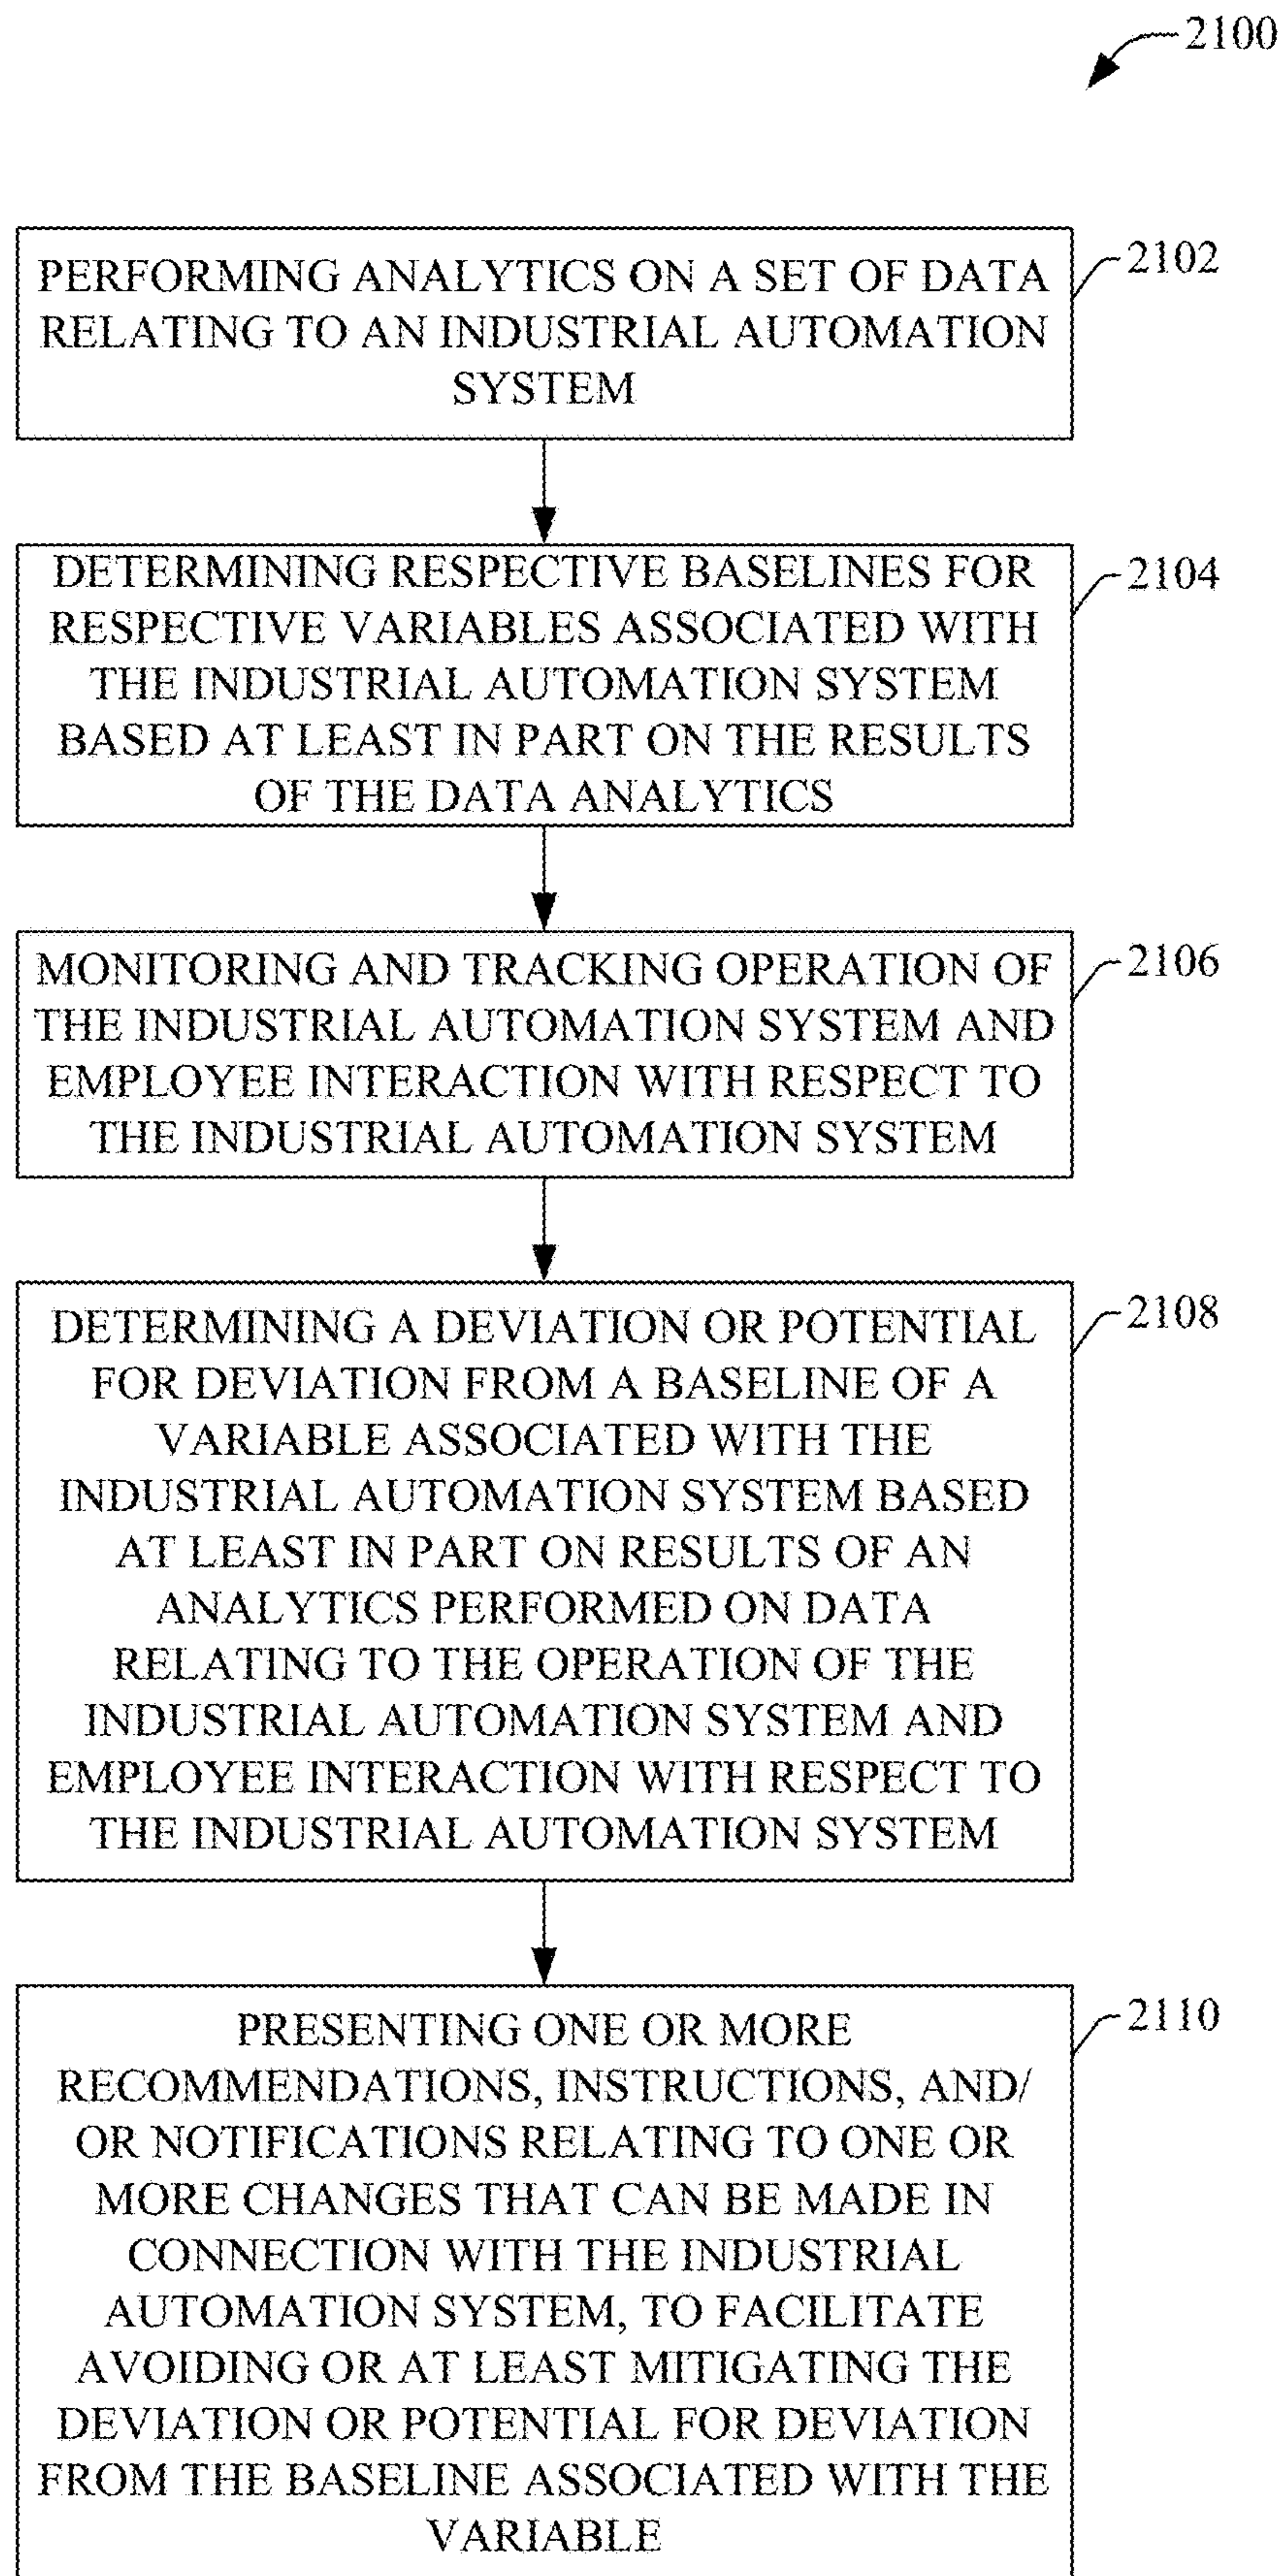 2100
PERFORMING ANALYTICS ON A SET OF DATA
RELATING TO AN INDUSTRIAL AUTOMATION
SYSTEM
2102
DETERMINING RESPECTIVE BASELINES FOR
RESPECTIVE VARIABLES ASSOCIATED WITH
THE INDUSTRIAL AUTOMATION SYSTEM
BASED AT LEAST IN PART ON THE RESULTS
OF THE DATA ANALYTICS
2104
MONITORING AND TRACKING OPERATION OF
THE INDUSTRIAL AUTOMATION SYSTEM AND
EMPLOYEE INTERACTION WITH RESPECT TO
THE INDUSTRIAL AUTOMATION SYSTEM
2106
DETERMINING A DEVIATION OR POTENTIAL
FOR DEVIATION FROM A BASELINE OF A
VARIABLE ASSOCIATED WITH THE
INDUSTRIAL AUTOMATION SYSTEM BASED
AT LEAST IN PART ON RESULTS OF AN
ANALYTICS PERFORMED ON DATA
RELATING TO THE OPERATION OF THE
INDUSTRIAL AUTOMATION SYSTEM AND
EMPLOYEE INTERACTION WITH RESPECT TO
THE INDUSTRIAL AUTOMATION SYSTEM
2108
PRESENTING ONE OR MORE
RECOMMENDATIONS, INSTRUCTIONS, AND/
OR NOTIFICATIONS RELATING TO ONE OR
MORE CHANGES THAT CAN BE MADE IN
CONNECTION WITH THE INDUSTRIAL
AUTOMATION SYSTEM, TO FACILITATE
AVOIDING OR AT LEAST MITIGATING THE
DEVIATION OR POTENTIAL FOR DEVIATION
FROM THE BASELINE ASSOCIATED WITH THE
VARIABLE
2110